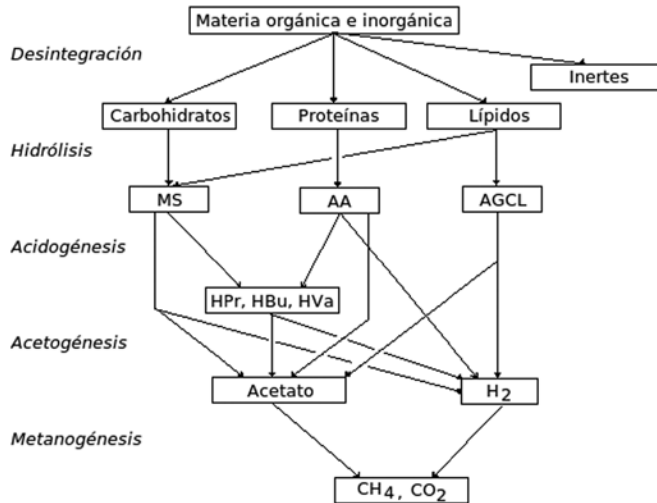 Materia orgánica e inorgánica
Desintegración
Inertes
Carbohidratos
Proteínas
Lípidos
Hidrólisis
MS
AA
AGCL
Acidogénesis
HPr, HBu, HVa
Acetogénesis
Acetato
H2
Metanogénesis
CH4, CO2